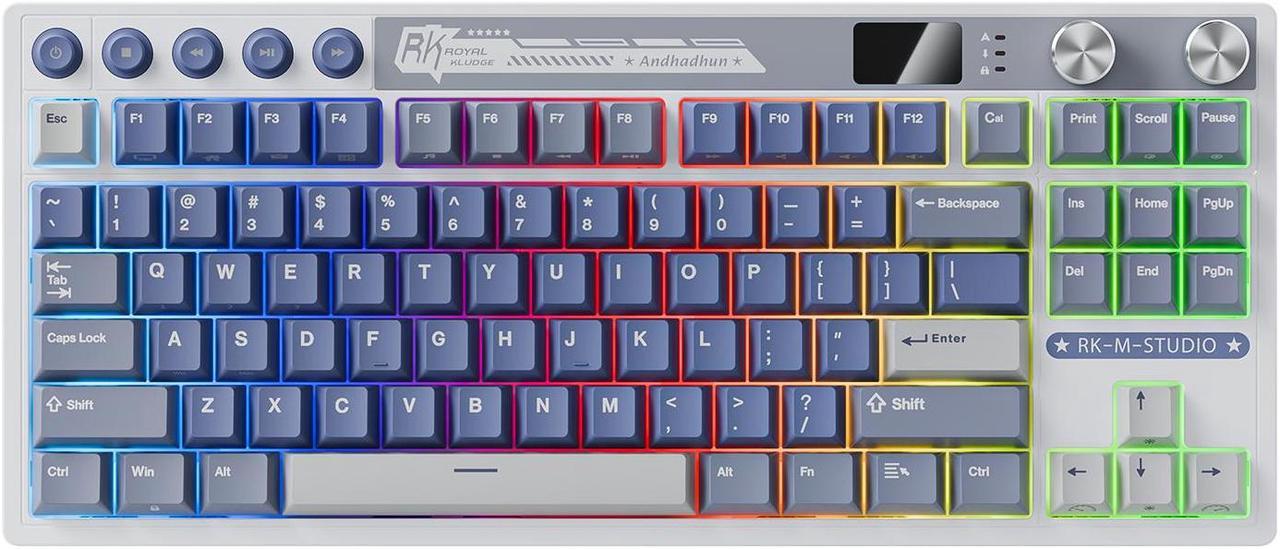 RK ROYAL
KLUDGE
★ Andhadhun ★
A
Esc F1 F2 F3 F4 F5 F6 F7 F8 F9 F10 F11 F12 Cal Print Scroll Pause
~ ! @ # $ % ^ & * ( ) — +
` 1 2 3 4 5 6 7 8 9 0 - = ← Backspace Ins Home PgUp
Tab Q W E R T Y U I O P { } |
[ ] \ Del End PgDn
Caps Lock A S D F G H J K L : "
; ' ↵ Enter
★ RK-M-STUDIO ★
⇧ Shift Z X C V B N M < > ?
, . / ⇧ Shift ↑
Ctrl Win Alt Alt Fn Ctrl ← ↓ →